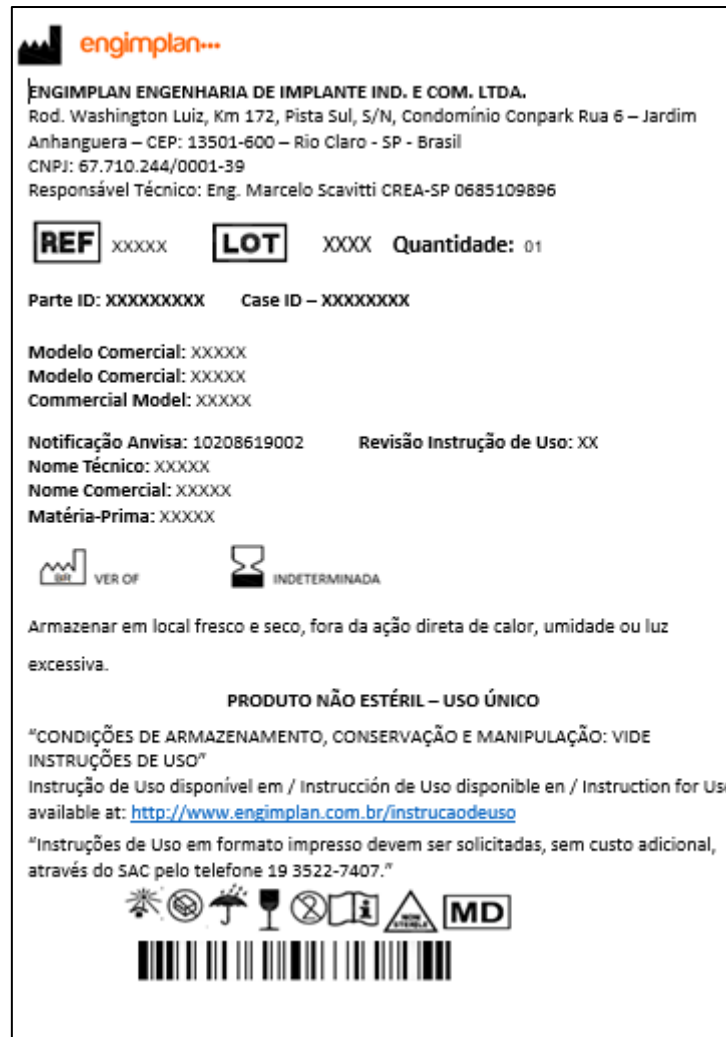 engimplan
ENGIMPLAN ENGENHARIA DE IMPLANTE IND. E COM. LTDA.
Rod. Washington Luiz, Km 172, Pista Sul, S/N, Condomínio Conpark Rua 6 – Jardim
Anhanguera – CEP: 13501-600 – Rio Claro - SP - Brasil
CNPJ: 67.710.244/0001-39
Responsável Técnico: Eng. Marcelo Scavitti CREA-SP 0685109896
REF XXXXX LOT XXXX Quantidade: 01
Parte ID: XXXXXXXXX Case ID – XXXXXXXX
Modelo Comercial: XXXXX
Modelo Comercial: XXXXX
Commercial Model: XXXXX
Notificação Anvisa: 10208619002 Revisão Instrução de Uso: XX
Nome Técnico: XXXXX
Nome Comercial: XXXXX
Matéria-Prima: XXXXX
BR VER OF INDETERMINADA
Armazenar em local fresco e seco, fora da ação direta de calor, umidade ou luz
excessiva.
PRODUTO NÃO ESTÉRIL – USO ÚNICO
“CONDIÇÕES DE ARMAZENAMENTO, CONSERVAÇÃO E MANIPULAÇÃO: VIDE
INSTRUÇÕES DE USO”
Instrução de Uso disponível em / Instrucción de Uso disponible en / Instruction for Use
available at: http://www.engimplan.com.br/instrucaodeuso
“Instruções de Uso em formato impresso devem ser solicitadas, sem custo adicional,
através do SAC pelo telefone 19 3522-7407.”
2 i NON STERILE MD